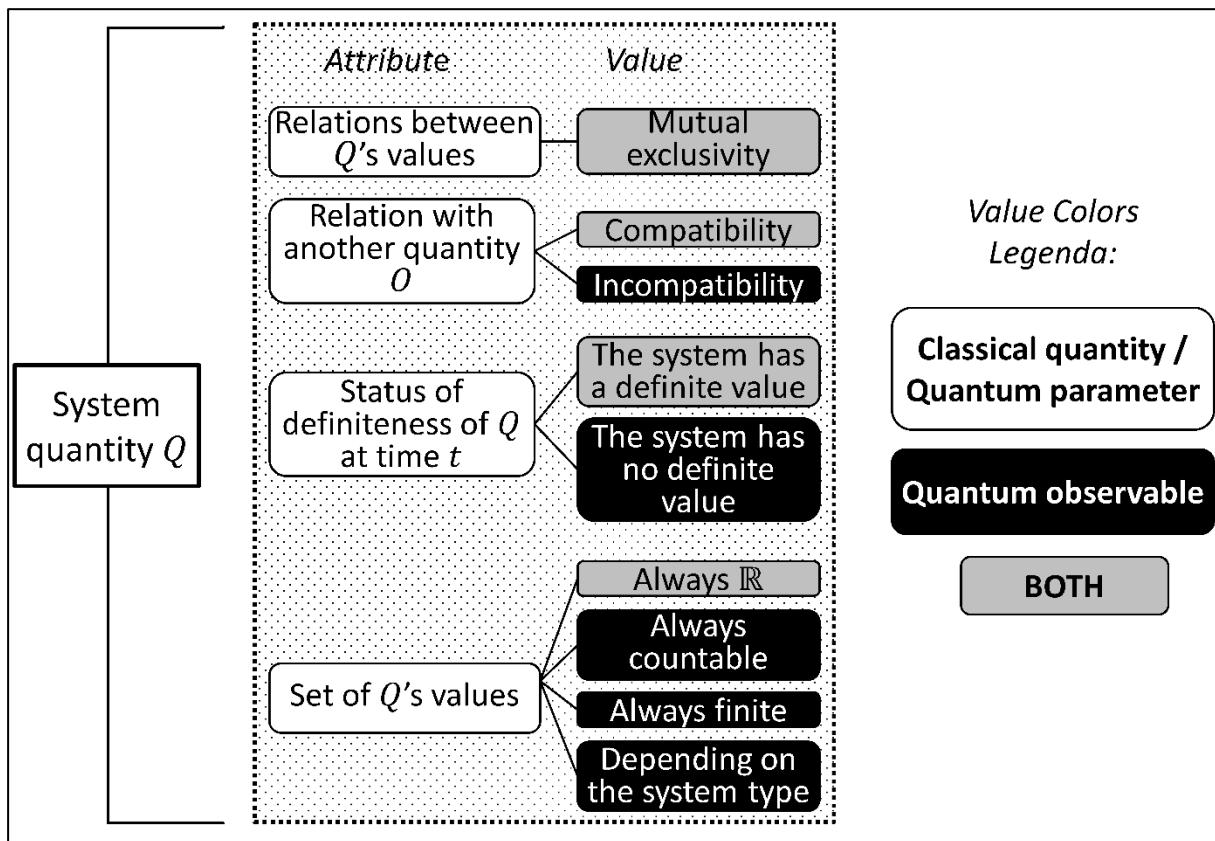 Attribute
Value
Relations between
Q's values
Mutual
exclusivity
Relation with
another quantity
O
Compatibility
Incompatibility
Status of
definiteness of Q
at time t
The system has
a definite value
The system has
no definite
value
Set of Q's values
Always ℝ
Always
countable
Always finite
Depending on
the system type
System
quantity Q
Value Colors
Legenda:
Classical quantity /
Quantum parameter
Quantum observable
BOTH